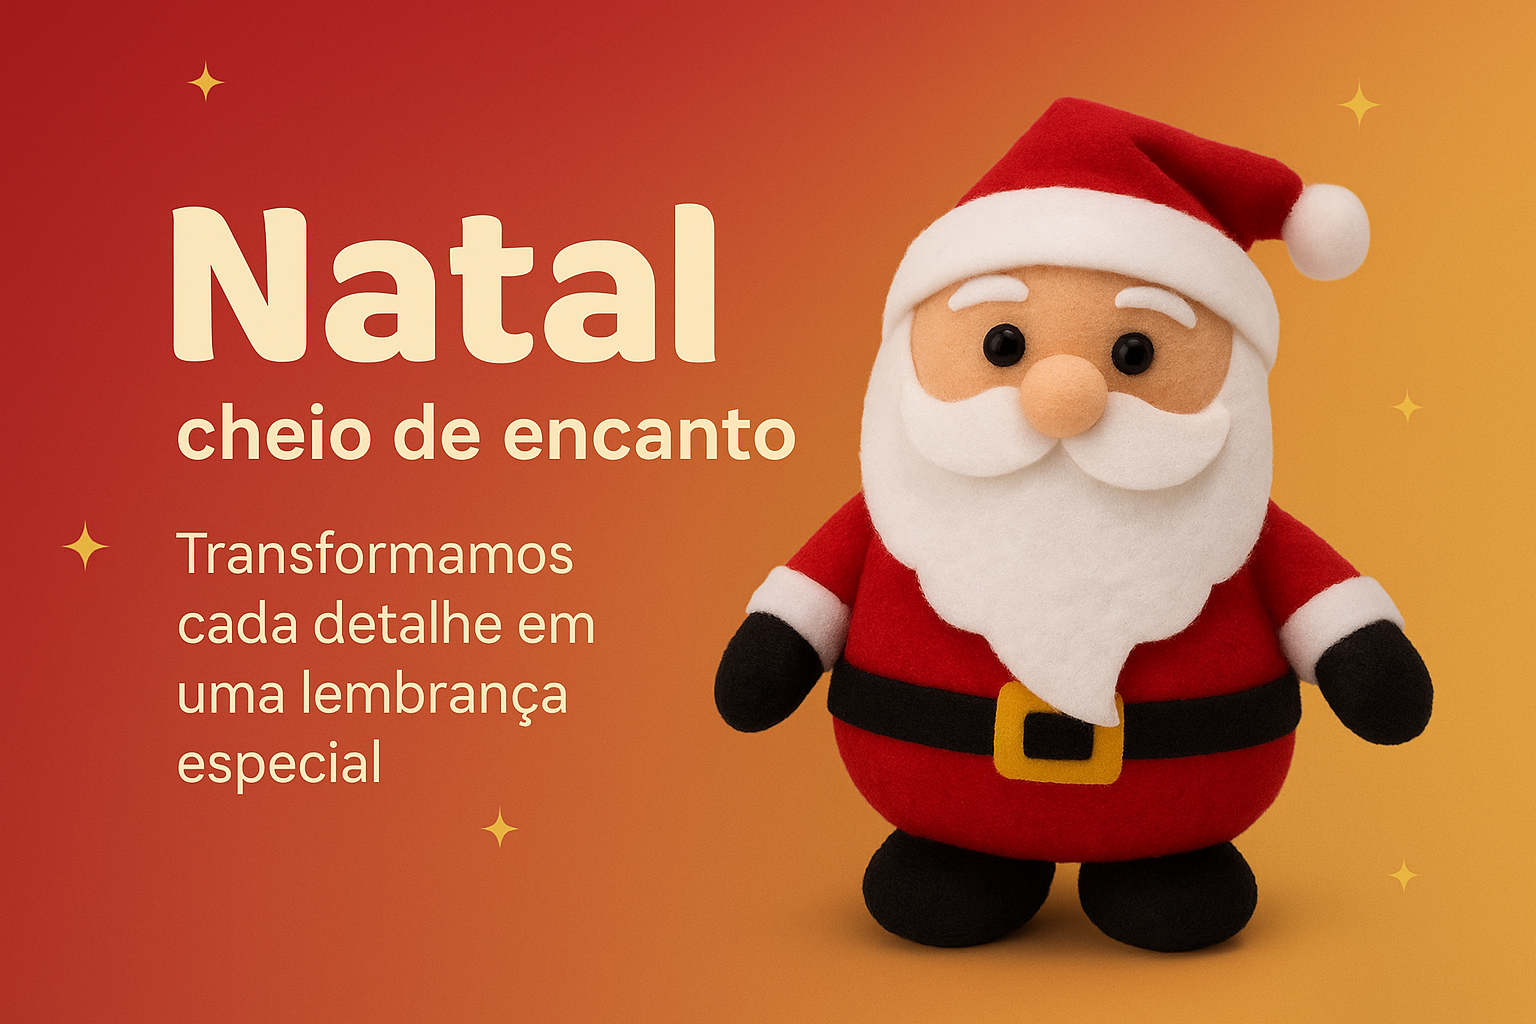 Natal
cheio de encanto
Transformamos
cada detalhe em
uma lembrança
especial